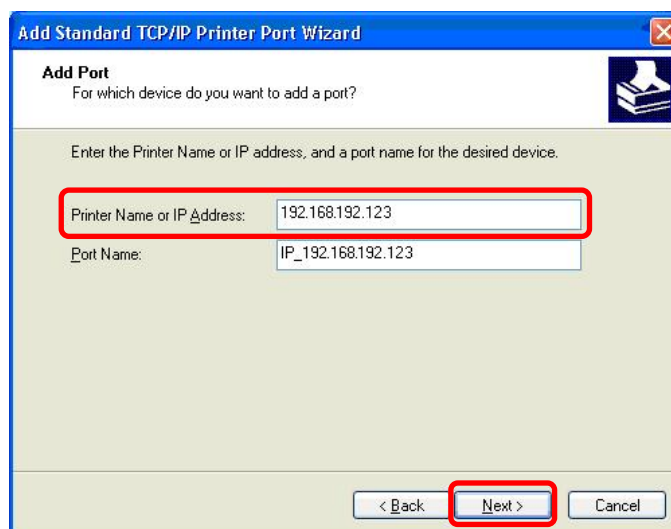 Add Standard TCP/IP Printer Port Wizard
Add Port
For which device do you want to add a port?
Enter the Printer Name or IP address, and a port name for the desired device.
Printer Name or IP Address: 192.168.192.123
Port Name: IP_192.168.192.123
< Back Next > Cancel